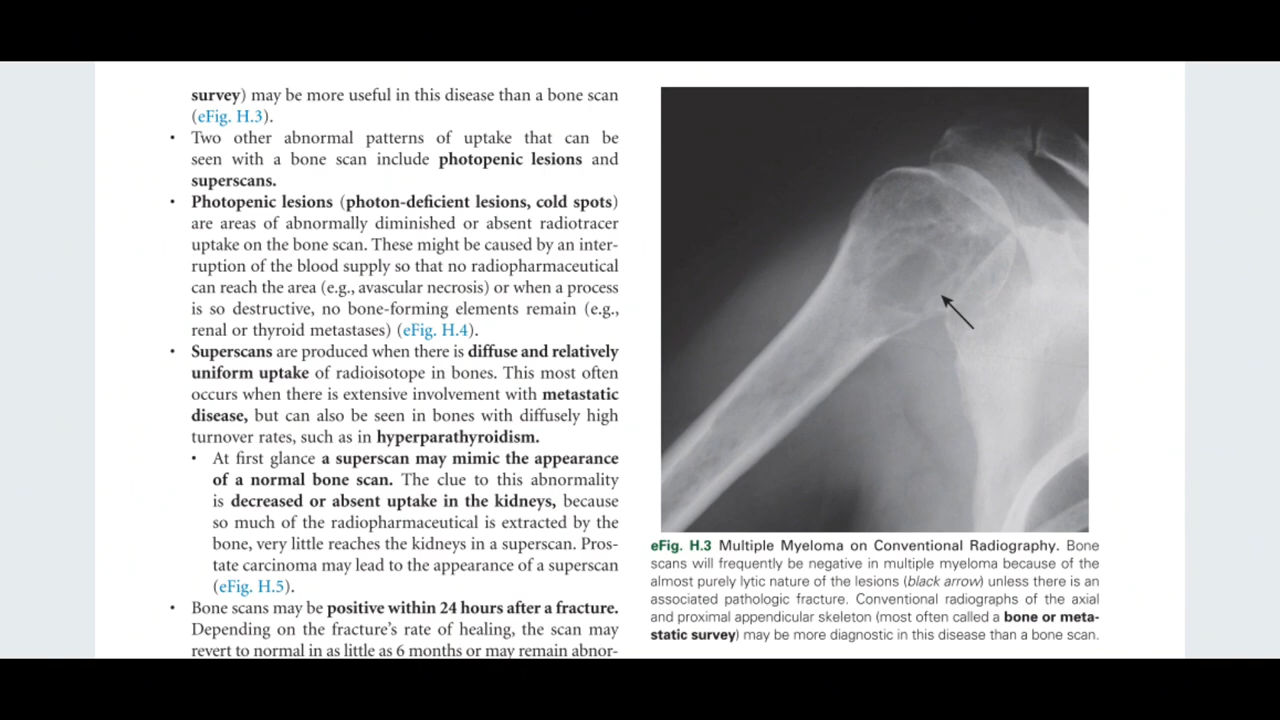 survey) may be more useful in this disease than a bone scan
(eFig. H.3).
• Two other abnormal patterns of uptake that can be
seen with a bone scan include photopenic lesions and
superscans.
• Photopenic lesions (photon-deficient lesions, cold spots)
are areas of abnormally diminished or absent radiotracer
uptake on the bone scan. These might be caused by an inter-
ruption of the blood supply so that no radiopharmaceutical
can reach the area (e.g., avascular necrosis) or when a process
is so destructive, no bone-forming elements remain (e.g.,
renal or thyroid metastases) (eFig. H.4).
• Superscans are produced when there is diffuse and relatively
uniform uptake of radioisotope in bones. This most often
occurs when there is extensive involvement with metastatic
disease, but can also be seen in bones with diffusely high
turnover rates, such as in hyperparathyroidism.
• At first glance a superscan may mimic the appearance
of a normal bone scan. The clue to this abnormality
is decreased or absent uptake in the kidneys, because
so much of the radiopharmaceutical is extracted by the
bone, very little reaches the kidneys in a superscan. Pros-
tate carcinoma may lead to the appearance of a superscan
(eFig. H.5).
• Bone scans may be positive within 24 hours after a fracture.
Depending on the fracture's rate of healing, the scan may
revert to normal in as little as 6 months or may remain abnor-
eFig. H.3 Multiple Myeloma on Conventional Radiography. Bone
scans will frequently be negative in multiple myeloma because of the
almost purely lytic nature of the lesions (black arrow) unless there is an
associated pathologic fracture. Conventional radiographs of the axial
and proximal appendicular skeleton (most often called a bone or meta-
static survey) may be more diagnostic in this disease than a bone scan.